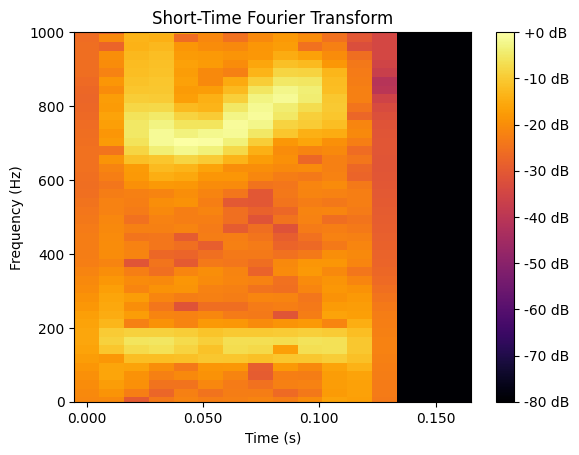 Short-Time Fourier Transform
Frequency (Hz)
1000
800
600
400
200
0
0.000
0.050
0.100
0.150
Time (s)
+0 dB
-10 dB
-20 dB
-30 dB
-40 dB
-50 dB
-60 dB
-70 dB
-80 dB